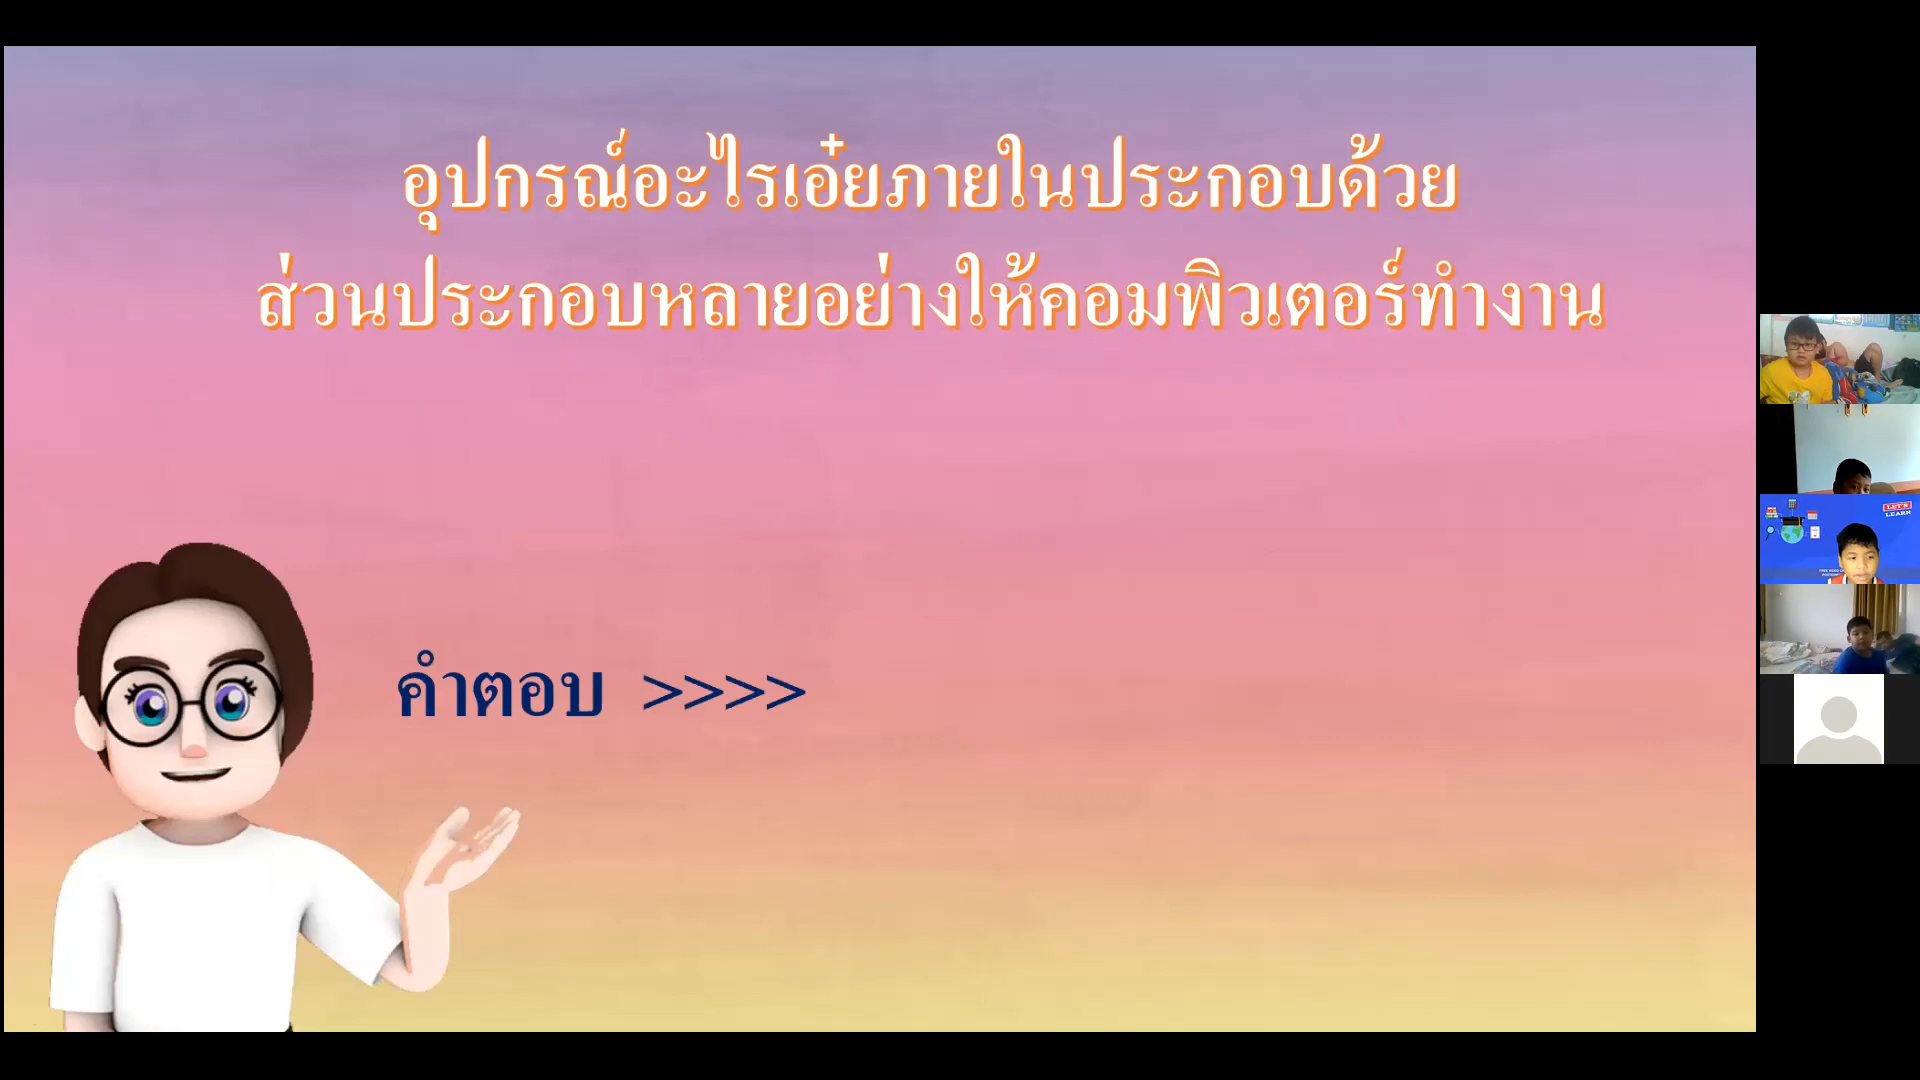 อุปกรณ์อะไรเอ๋ยภายในประกอบด้วย
ส่วนประกอบหลายอย่างให้คอมพิวเตอร์ทำงาน
คำตอบ >>>>
LET'S
LEARN